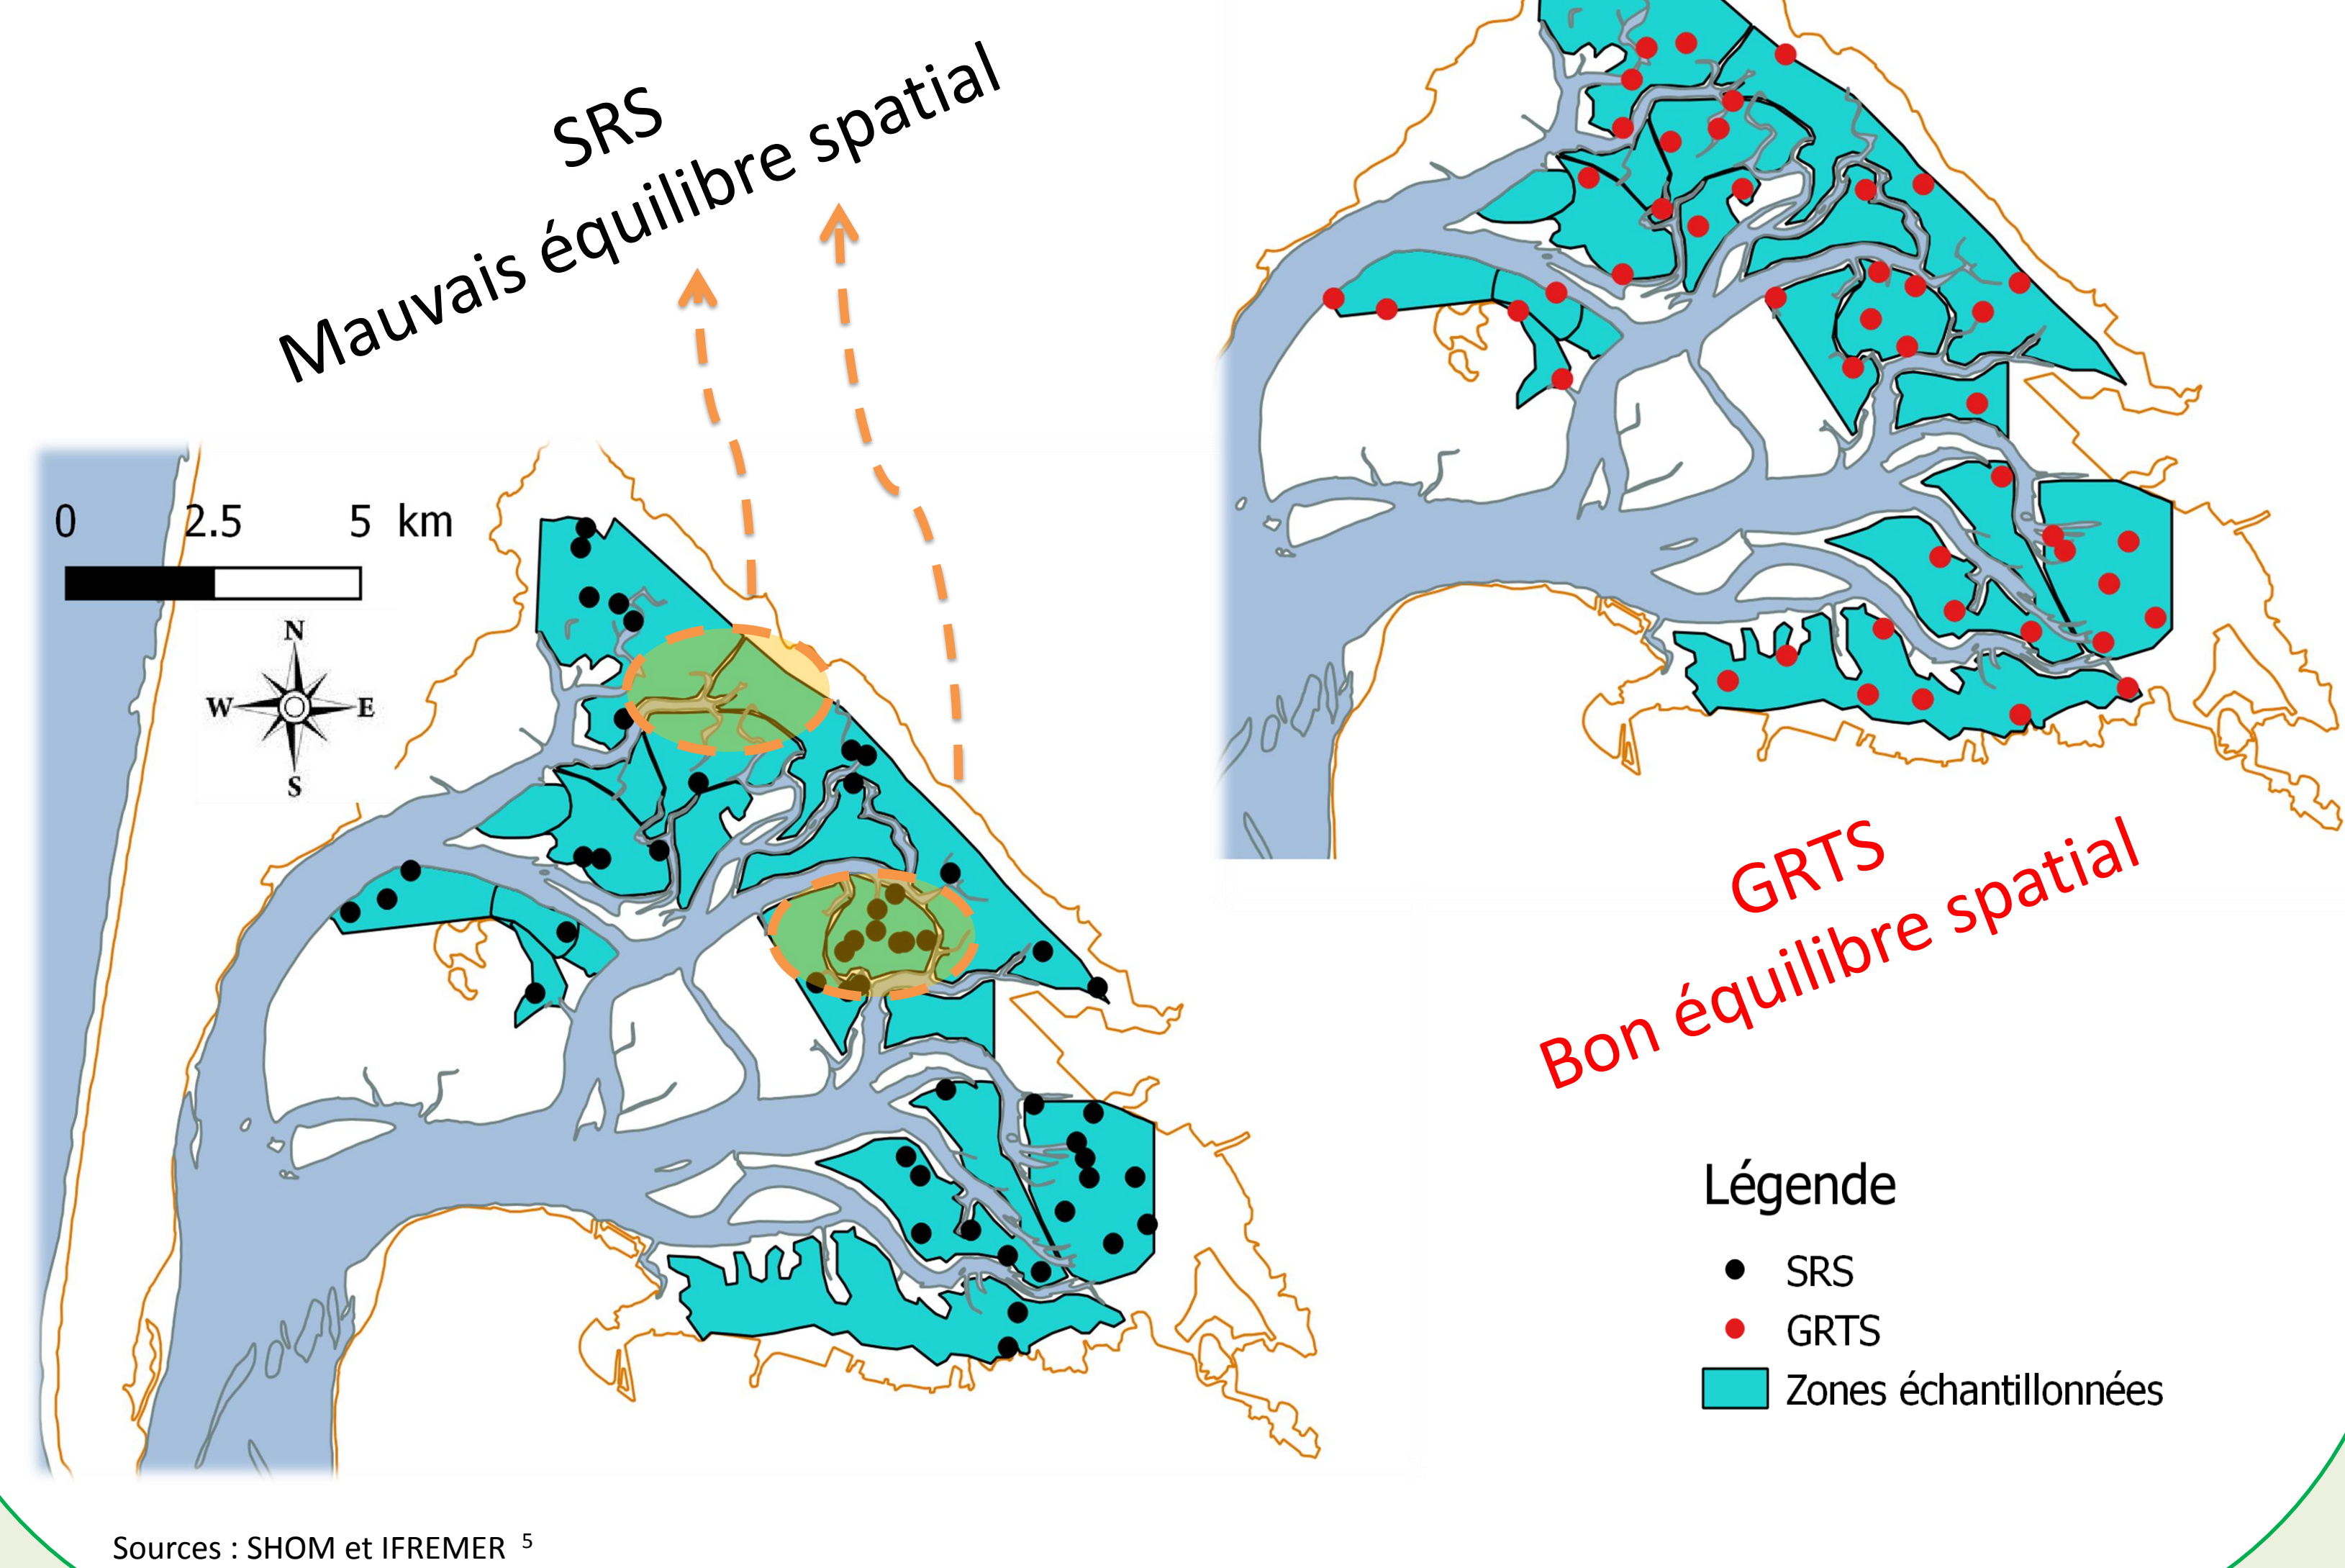 SRS
Mauvais équilibre spatial
0 2.5 5 km
N
W E
S
GRTS
Bon équilibre spatial
Légende
SRS
GRTS
Zones échantillonnées
Sources : SHOM et IFREMER 5